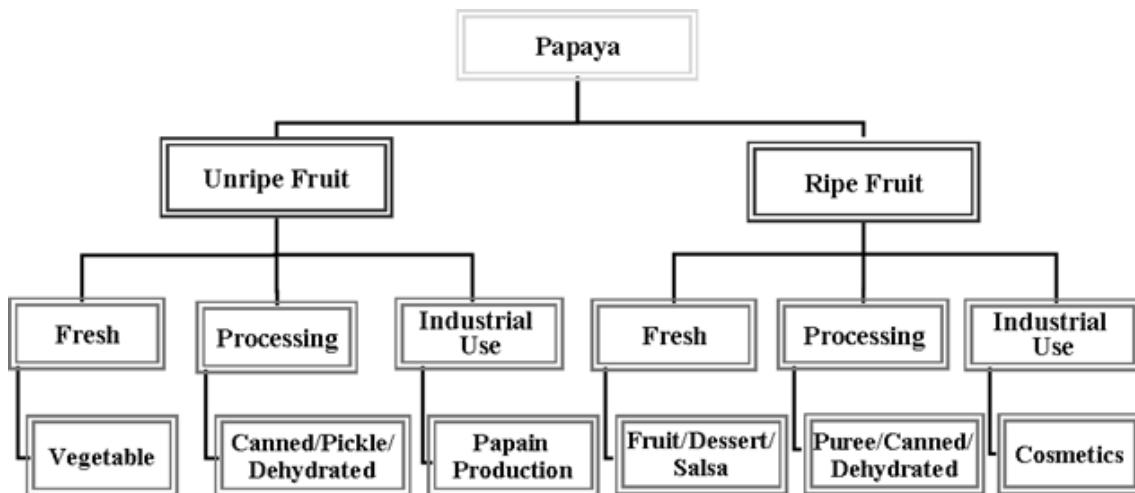 Papaya
Unripe Fruit
Ripe Fruit
Fresh
Processing
Industrial
Use
Fresh
Processing
Industrial
Use
Vegetable
Canned/Pickle/
Dehydrated
Papain
Production
Fruit/Dessert/
Salsa
Puree/Canned/
Dehydrated
Cosmetics